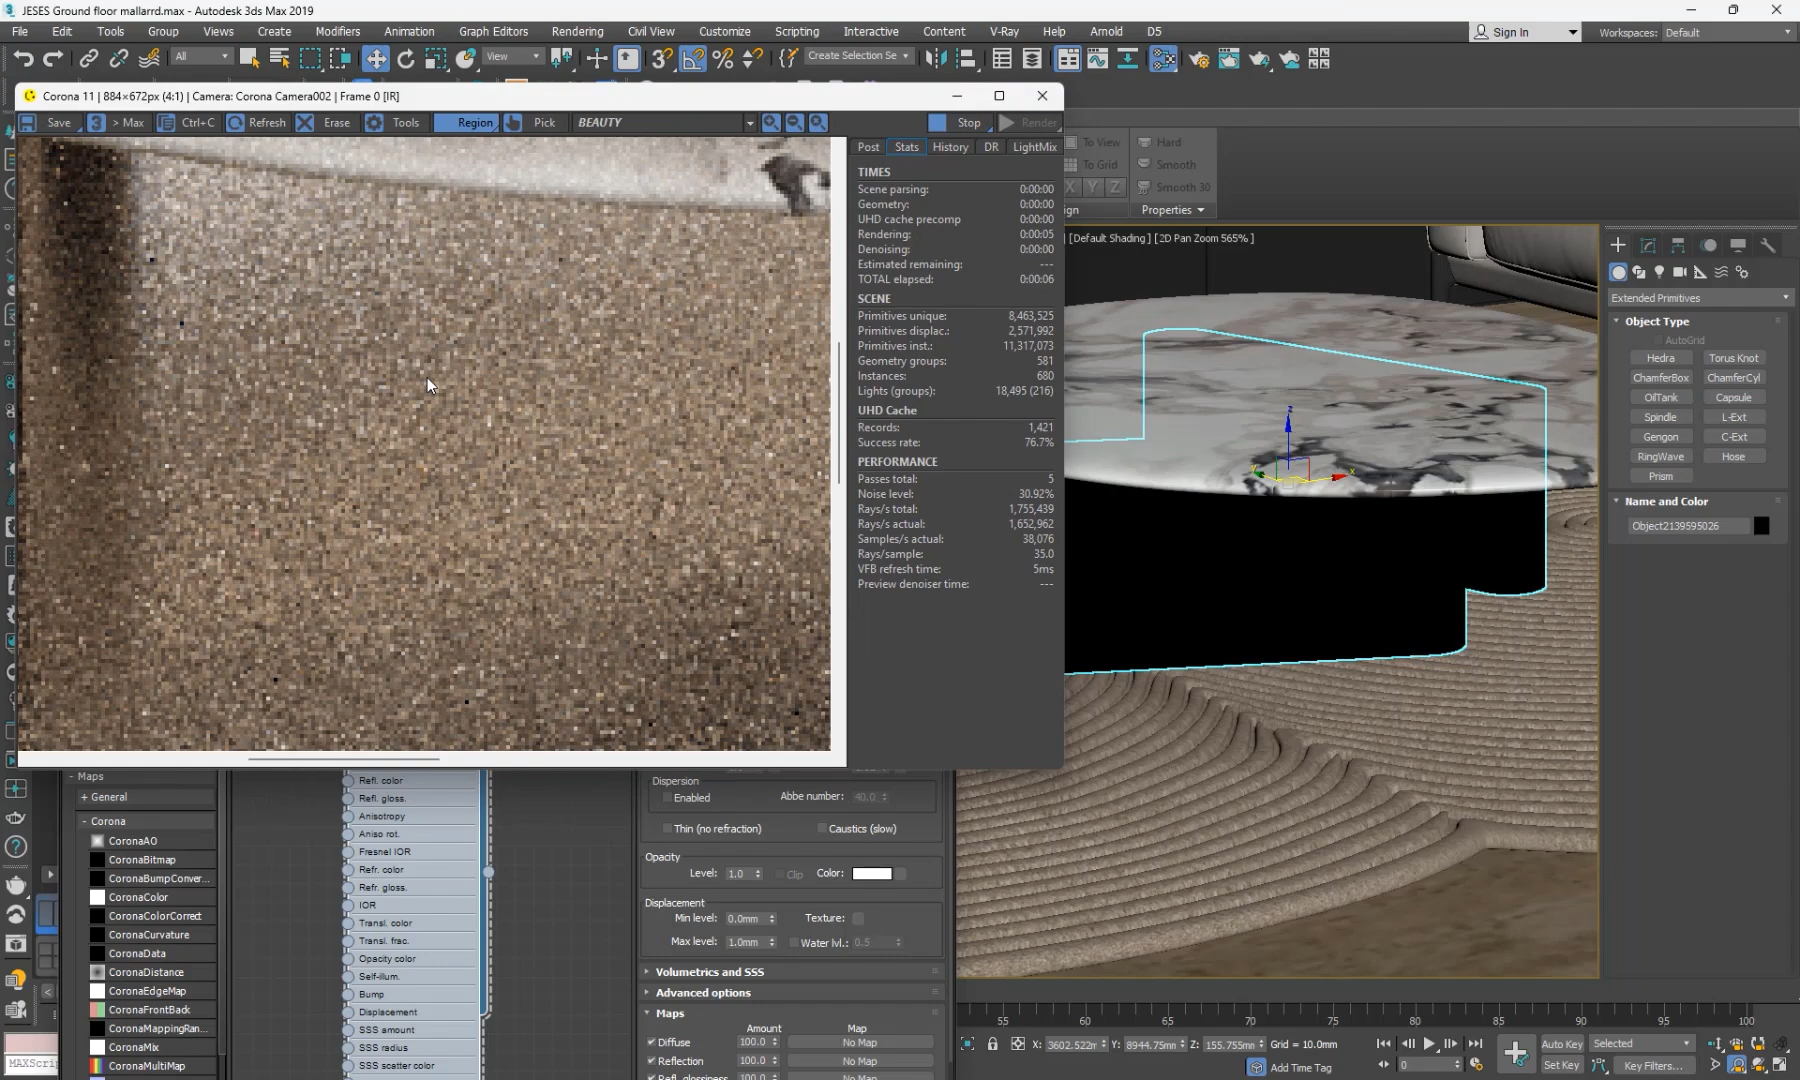 JESES Ground floor mallarrd.max - Autodesk 3ds Max 2019
File Edit Tools Group Views Create Modifiers Animation Graph Editors Rendering Civil View Customize Scripting Interactive Content V-Ray Help Arnold D5
Sign In Workspaces: Default
All View Create Selection Se
Corona 11 | 884×672px (4:1) | Camera: Corona Camera002 | Frame 0 [IR]
Save > Max Ctrl+C Refresh Erase Tools Region Pick BEAUTY Stop Render
Post Stats History DR LightMix
To View Hard
To Grid Smooth
X Y Z Smooth 30
Properties
TIMES
Scene parsing: 0:00:00
Geometry: 0:00:00
UHD cache precomp 0:00:00
Rendering: 0:00:05
Denoising: 0:00:00
Estimated remaining: ---
TOTAL elapsed: 0:00:06
SCENE
Primitives unique: 8,463,525
Primitives displac.: 2,571,992
Primitives inst.: 11,317,073
Geometry groups: 581
Instances: 680
Lights (groups): 18,495 (216)
UHD Cache
Records: 1,421
Success rate: 76.7%
PERFORMANCE
Passes total: 5
Noise level: 30.92%
Rays/s total: 1,755,439
Rays/s actual: 1,652,962
Samples/s actual: 38,076
Rays/sample: 35.0
VFB refresh time: 5ms
Preview denoiser time: ---
[Default Shading ] [2D Pan Zoom 565% ]
z
x
Extended Primitives
Object Type
AutoGrid
Hedra Torus Knot
ChamferBox ChamferCyl
OilTank Capsule
Spindle L-Ext
Gengon C-Ext
RingWave Hose
Prism
Name and Color
Object2139595026
- Maps
+ General
- Corona
CoronaAO
CoronaBitmap
CoronaBumpConver...
CoronaColor
CoronaColorCorrect
CoronaCurvature
CoronaData
CoronaDistance
CoronaEdgeMap
CoronaFrontBack
CoronaMappingRan...
CoronaMix
CoronaMultiMap
MAXScrip
Refl. color
Refl. gloss.
Anisotropy
Aniso rot.
Fresnel IOR
Refr. color
Refr. gloss.
IOR
Transl. color
Transl. frac.
Opacity color
Self-illum.
Bump
Displacement
SSS amount
SSS radius
SSS scatter color
Dispersion
Enabled Abbe number: 40.0
Thin (no refraction) Caustics (slow)
Opacity
Level: 1.0 Clip Color:
Displacement
Min level: 0.0mm Texture:
Max level: 1.0mm Water lvl.: 0.5
Volumetrics and SSS
Advanced options
Maps
Amount Map
Diffuse 100.0 No Map
Reflection 100.0 No Map
Refl. glossiness 100.0 No Map
55 60 65 70 75 80 85 90 95 100
X: 3602.522m Y: 8944.75mm Z: 155.755mm Grid = 10.0mm
Add Time Tag
0
Auto Key Selected
Set Key Key Filters...